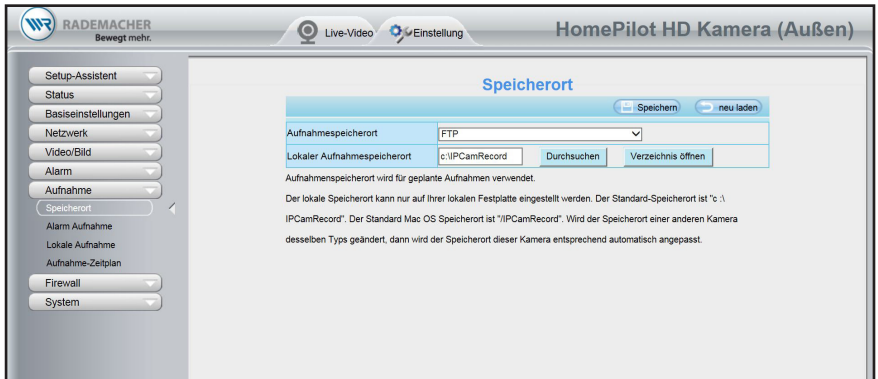 RADEMACHER
Bewegt mehr.
Live-Video
Einstellung
HomePilot HD Kamera (Außen)
Setup-Assistent
Status
Basiseinstellungen
Netzwerk
Video/Bild
Alarm
Aufnahme
Speicherort
Alarm Aufnahme
Lokale Aufnahme
Aufnahme-Zeitplan
Firewall
System
Speicherort
Speichern
neu laden
Aufnahmespeicherort
FTP
Lokaler Aufnahmespeicherort
c:\IPCamRecord
Durchsuchen
Verzeichnis öffnen
Aufnahmenspeicherort wird für geplante Aufnahmen verwendet.
Der lokale Speicherort kann nur auf Ihrer lokalen Festplatte eingestellt werden. Der Standard-Speicherort ist "c :\
IPCamRecord". Der Standard Mac OS Speicherort ist "/IPCamRecord". Wird der Speicherort einer anderen Kamera
desselben Typs geändert, dann wird der Speicherort dieser Kamera entsprechend automatisch angepasst.